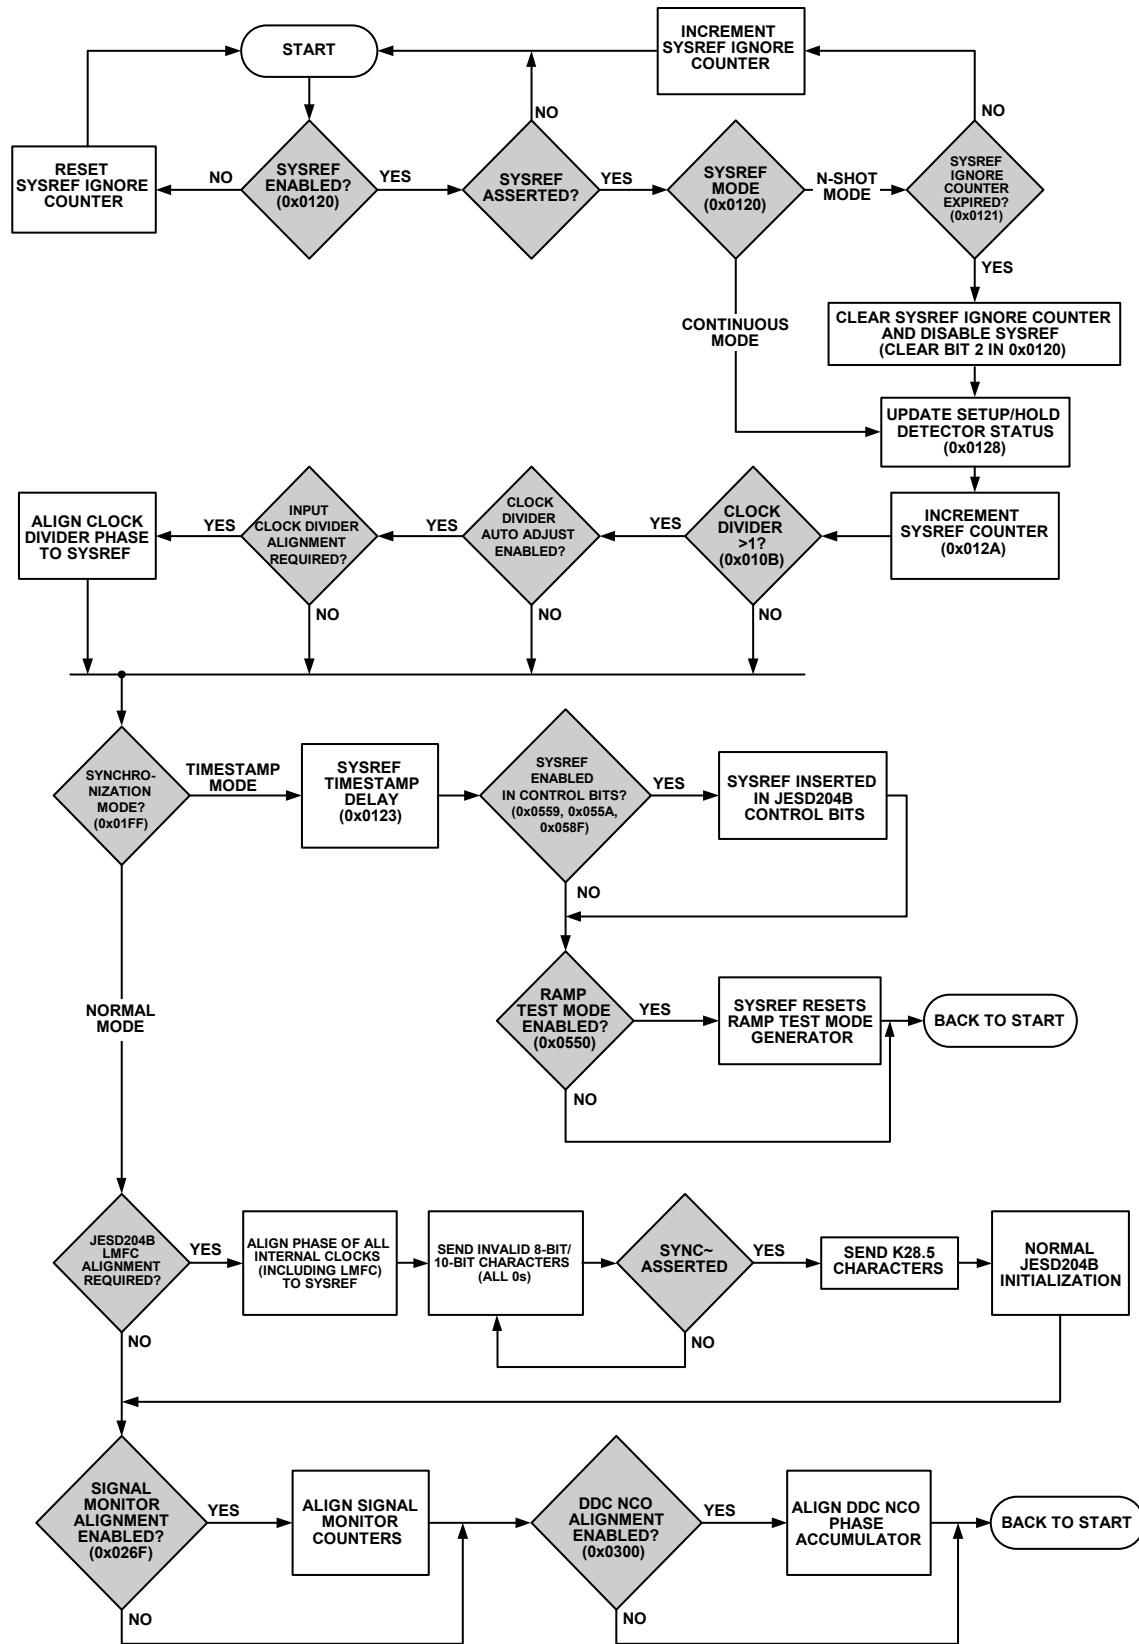 START
INCREMENT
SYSREF IGNORE
COUNTER
NO
NO
RESET
SYSREF IGNORE
COUNTER
NO
SYSREF
ENABLED?
(0x0120)
YES
SYSREF
ASSERTED?
YES
SYSREF
MODE
(0x0120)
N-SHOT
MODE
SYSREF
IGNORE
COUNTER
EXPIRED?
(0x0121)
YES
CONTINUOUS
MODE
CLEAR SYSREF IGNORE COUNTER
AND DISABLE SYSREF
(CLEAR BIT 2 IN 0x0120)
UPDATE SETUP/HOLD
DETECTOR STATUS
(0x0128)
ALIGN CLOCK
DIVIDER PHASE
TO SYSREF
YES
INPUT
CLOCK DIVIDER
ALIGNMENT
REQUIRED?
YES
CLOCK
DIVIDER
AUTO ADJUST
ENABLED?
YES
CLOCK
DIVIDER
>1?
(0x010B)
INCREMENT
SYSREF COUNTER
(0x012A)
NO
NO
NO
SYNCHRO-
NIZATION
MODE?
(0x01FF)
TIMESTAMP
MODE
SYSREF
TIMESTAMP
DELAY
(0x0123)
SYSREF
ENABLED
IN CONTROL BITS?
(0x0559, 0x055A,
0x058F)
YES
SYSREF INSERTED
IN JESD204B
CONTROL BITS
NO
NORMAL
MODE
RAMP
TEST MODE
ENABLED?
(0x0550)
YES
SYSREF RESETS
RAMP TEST MODE
GENERATOR
BACK TO START
NO
JESD204B
LMFC
ALIGNMENT
REQUIRED?
YES
ALIGN PHASE OF ALL
INTERNAL CLOCKS
(INCLUDING LMFC)
TO SYSREF
SEND INVALID 8-BIT/
10-BIT CHARACTERS
(ALL 0s)
SYNC~
ASSERTED
YES
SEND K28.5
CHARACTERS
NORMAL
JESD204B
INITIALIZATION
NO
NO
SIGNAL
MONITOR
ALIGNMENT
ENABLED?
(0x026F)
YES
ALIGN SIGNAL
MONITOR
COUNTERS
DDC NCO
ALIGNMENT
ENABLED?
(0x0300)
YES
ALIGN DDC NCO
PHASE
ACCUMULATOR
BACK TO START
NO
NO